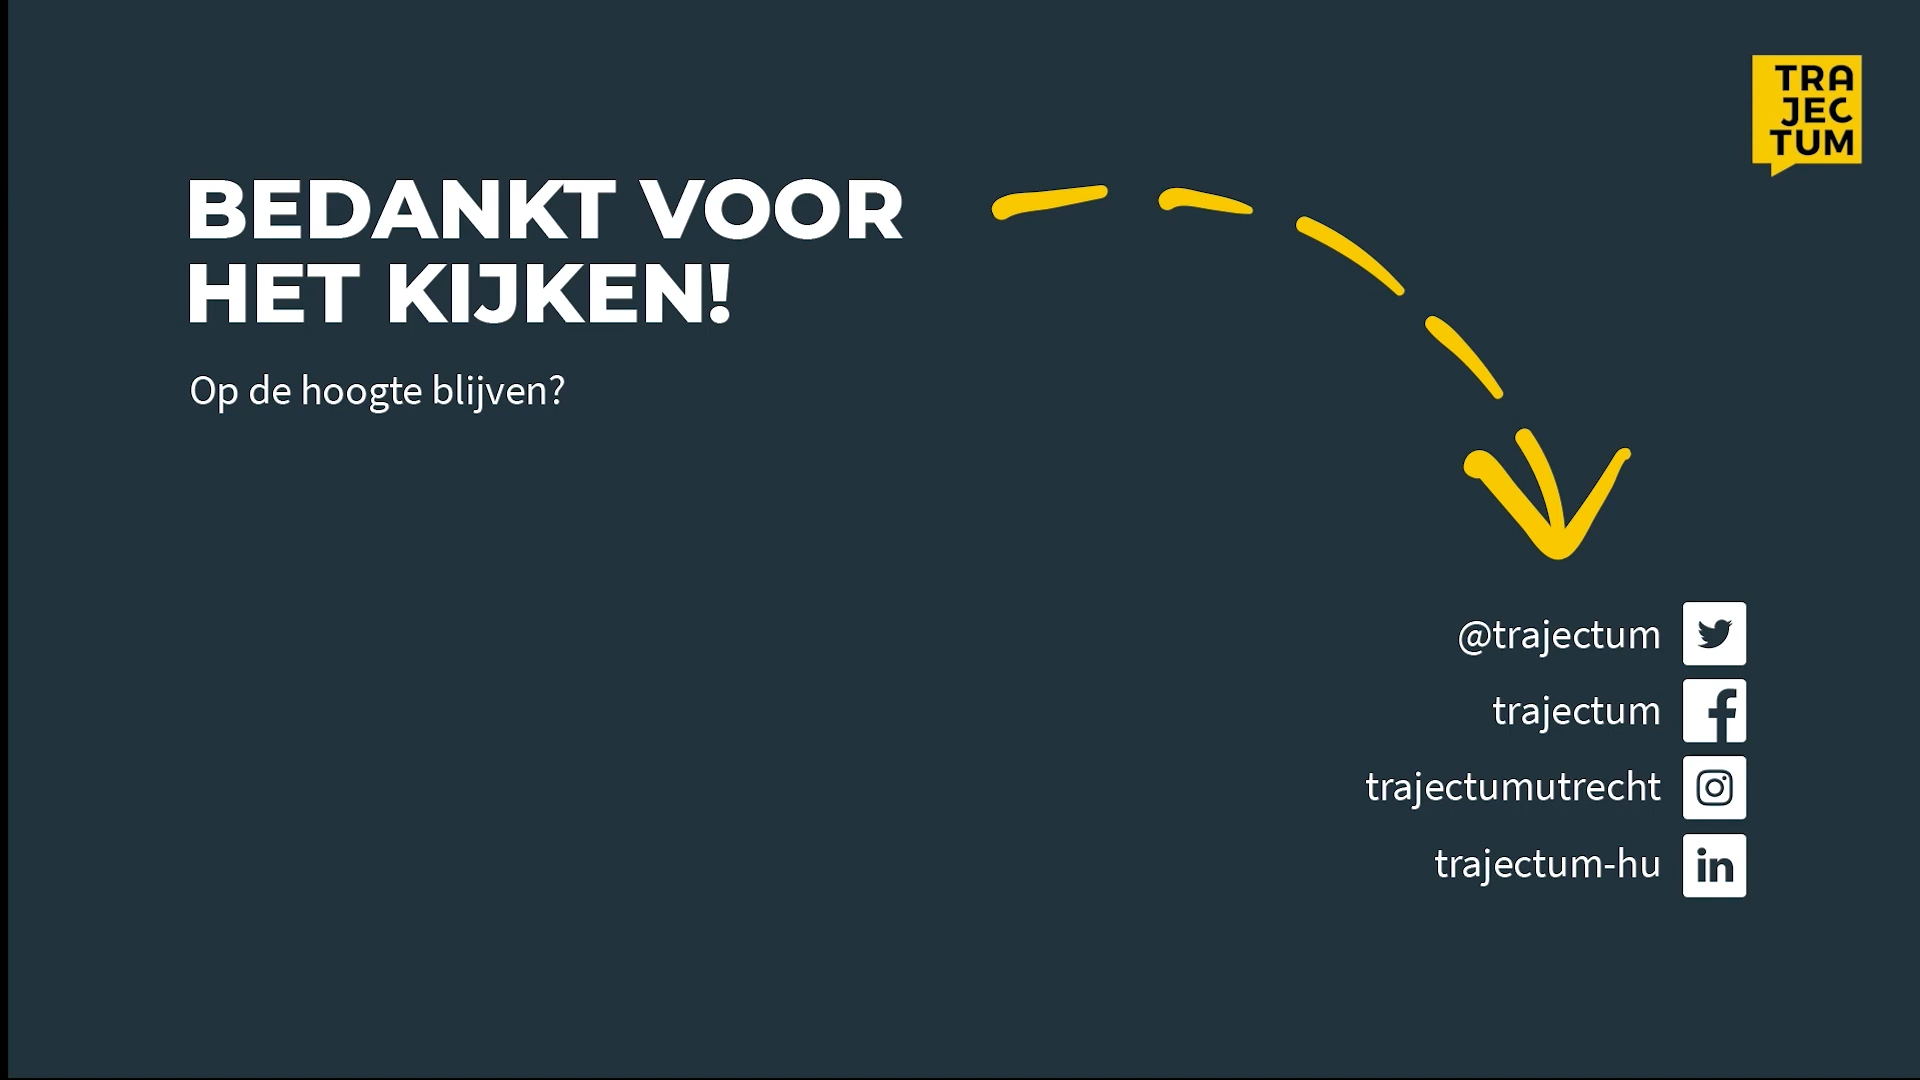 TRA
JEC
TUM
BEDANKT VOOR
HET KIJKEN!
Op de hoogte blijven?
@trajectum
trajectum
trajectumutrecht
trajectum-hu